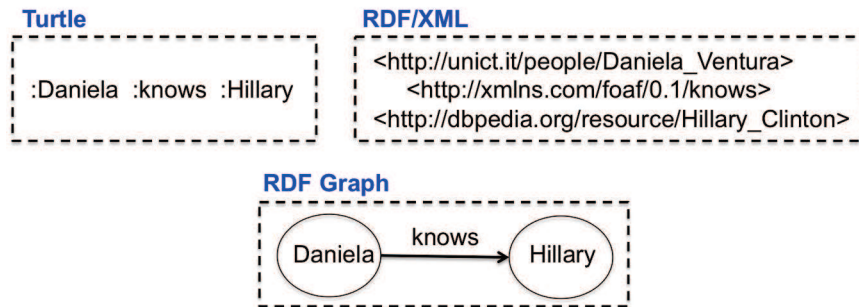 Turtle
:Daniela :knows :Hillary
RDF/XML
<http://unict.it/people/Daniela_Ventura>
<http://xmlns.com/foaf/0.1/knows>
<http://dbpedia.org/resource/Hillary_Clinton>
RDF Graph
Daniela knows Hillary